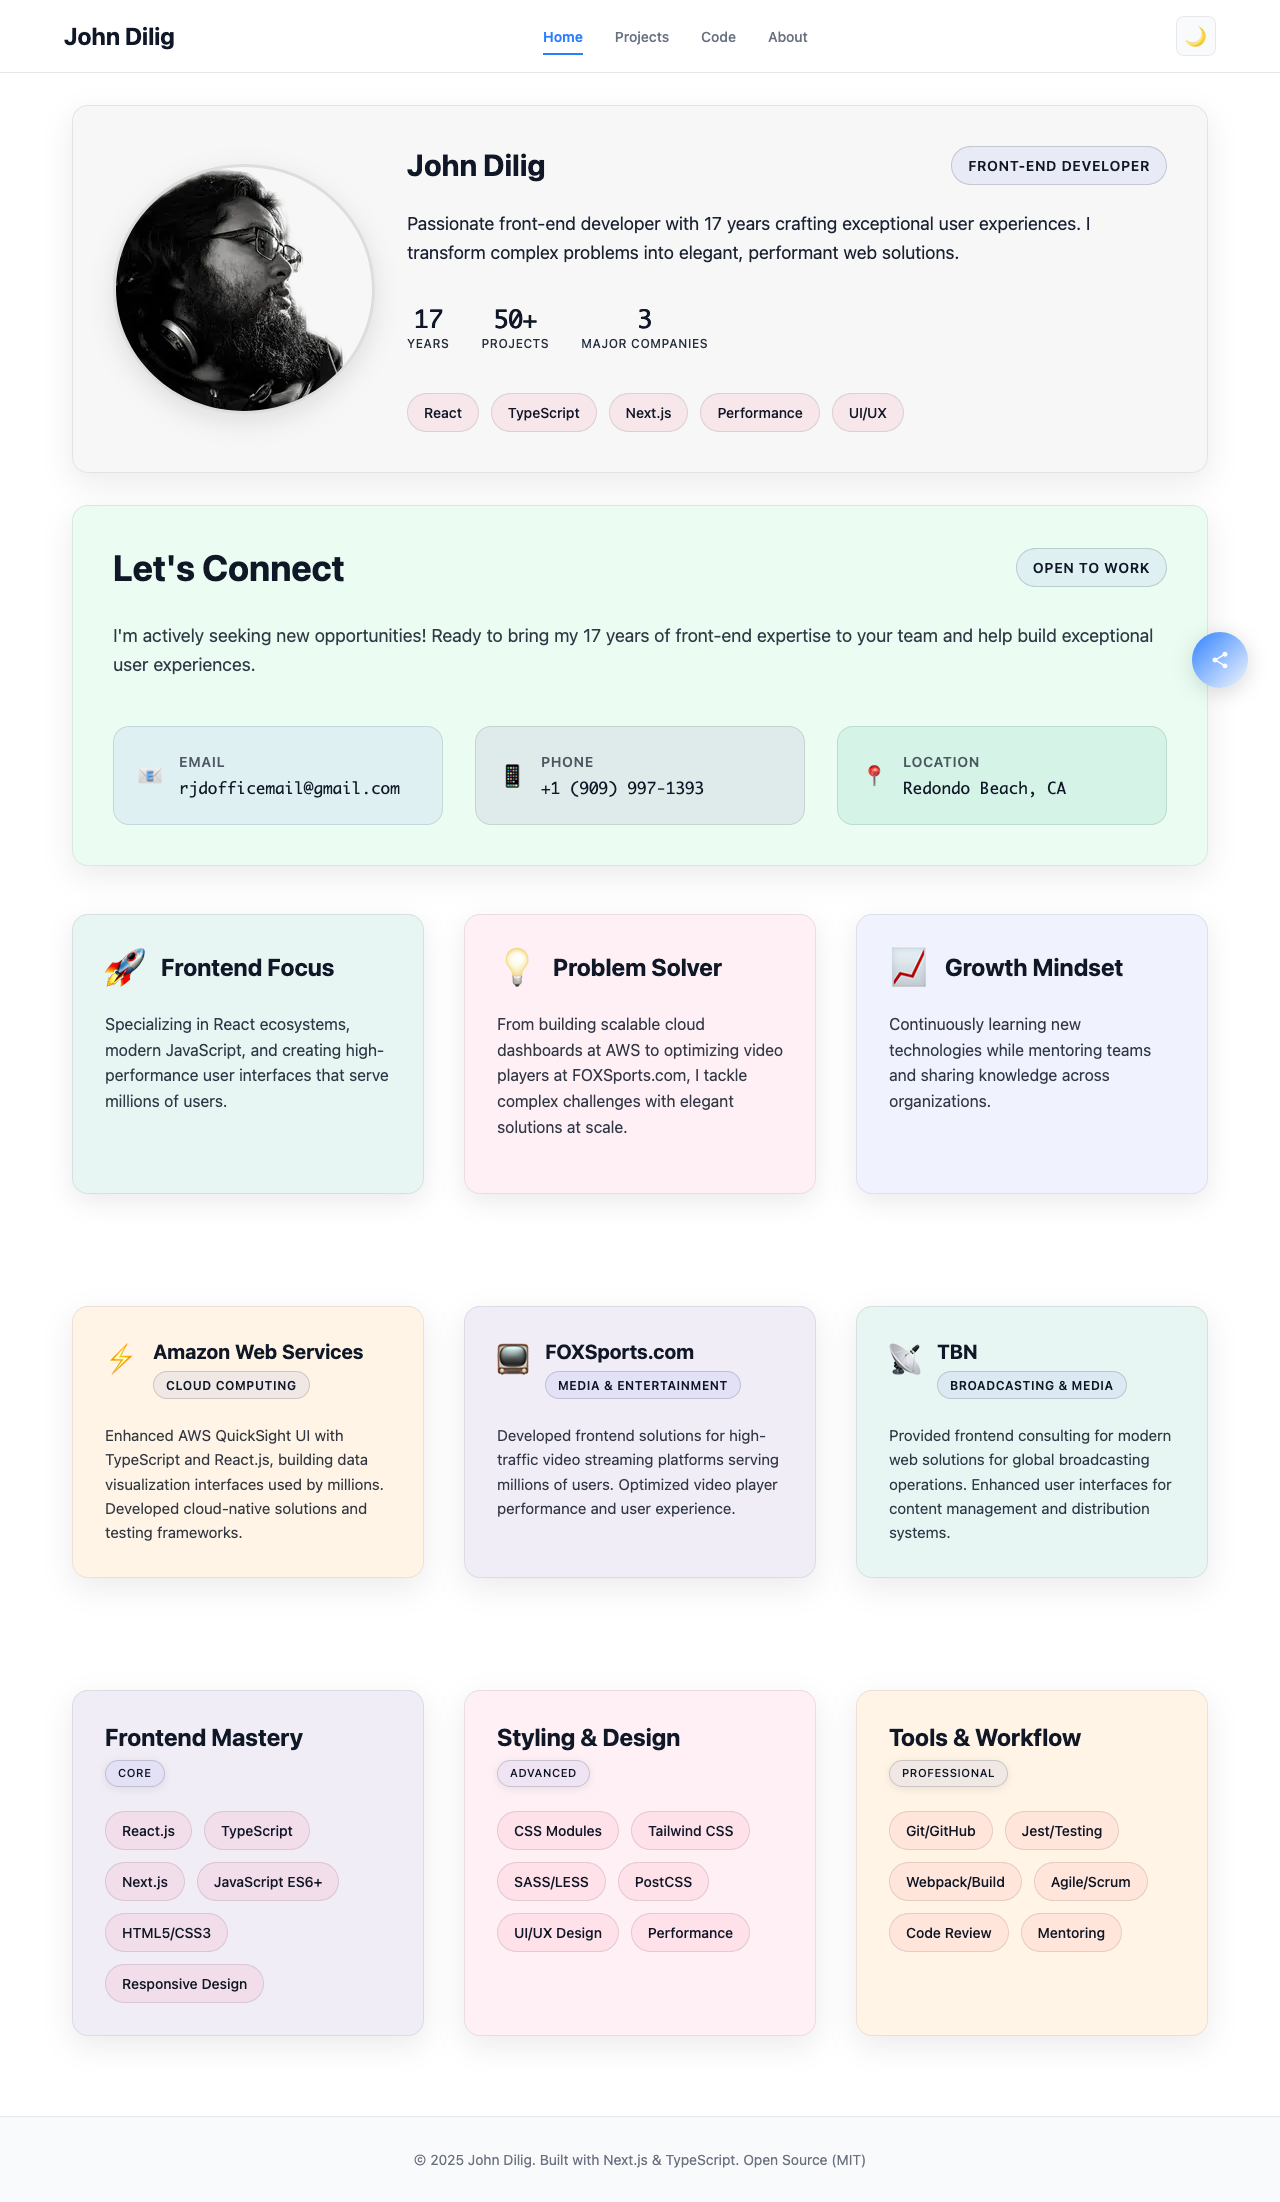 John Dilig
Home
Projects
Code
About
John Dilig
FRONT-END DEVELOPER
Passionate front-end developer with 17 years crafting exceptional user experiences. I
transform complex problems into elegant, performant web solutions.
17
YEARS
50+
PROJECTS
3
MAJOR COMPANIES
React
TypeScript
Next.js
Performance
UI/UX
Let's Connect
OPEN TO WORK
I'm actively seeking new opportunities! Ready to bring my 17 years of front-end expertise to your team and help build exceptional
user experiences.
EMAIL
rjdofficemail@gmail.com
PHONE
+1 (909) 997-1393
LOCATION
Redondo Beach, CA
Frontend Focus
Specializing in React ecosystems,
modern JavaScript, and creating high-
performance user interfaces that serve
millions of users.
Problem Solver
From building scalable cloud
dashboards at AWS to optimizing video
players at FOXSports.com, I tackle
complex challenges with elegant
solutions at scale.
Growth Mindset
Continuously learning new
technologies while mentoring teams
and sharing knowledge across
organizations.
Amazon Web Services
CLOUD COMPUTING
Enhanced AWS QuickSight UI with
TypeScript and React.js, building data
visualization interfaces used by millions.
Developed cloud-native solutions and
testing frameworks.
FOXSports.com
MEDIA & ENTERTAINMENT
Developed frontend solutions for high-
traffic video streaming platforms serving
millions of users. Optimized video player
performance and user experience.
TBN
BROADCASTING & MEDIA
Provided frontend consulting for modern
web solutions for global broadcasting
operations. Enhanced user interfaces for
content management and distribution
systems.
Frontend Mastery
CORE
React.js
TypeScript
Next.js
JavaScript ES6+
HTML5/CSS3
Responsive Design
Styling & Design
ADVANCED
CSS Modules
Tailwind CSS
SASS/LESS
PostCSS
UI/UX Design
Performance
Tools & Workflow
PROFESSIONAL
Git/GitHub
Jest/Testing
Webpack/Build
Agile/Scrum
Code Review
Mentoring
© 2025 John Dilig. Built with Next.js & TypeScript. Open Source (MIT)